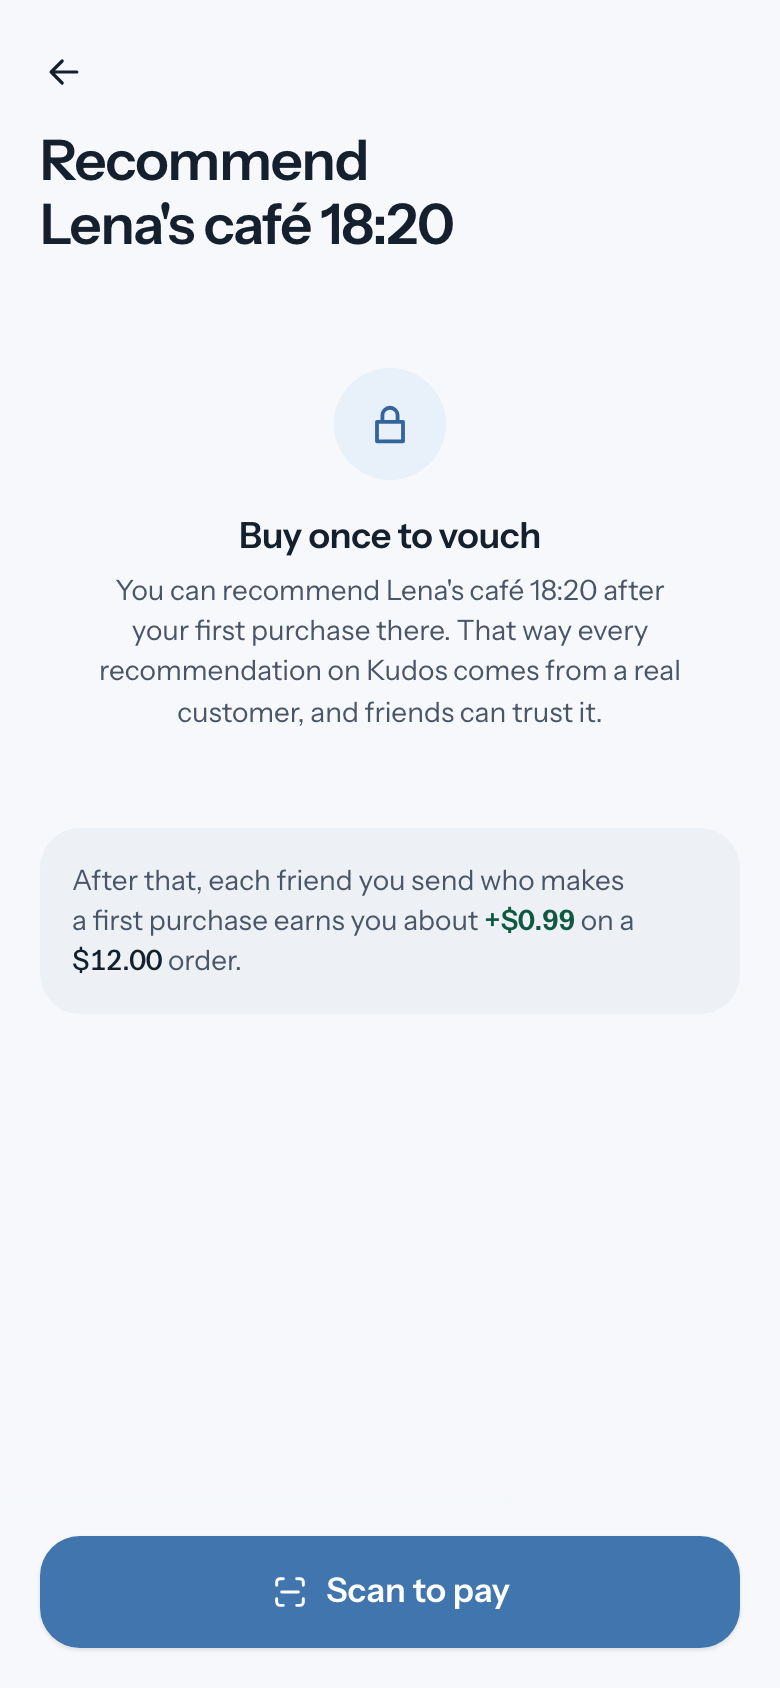 Recommend
Lena's café 18:20
Buy once to vouch
You can recommend Lena's café 18:20 after
your first purchase there. That way every
recommendation on Kudos comes from a real
customer, and friends can trust it.
After that, each friend you send who makes
a first purchase earns you about +$0.99 on a
$12.00 order.
Scan to pay